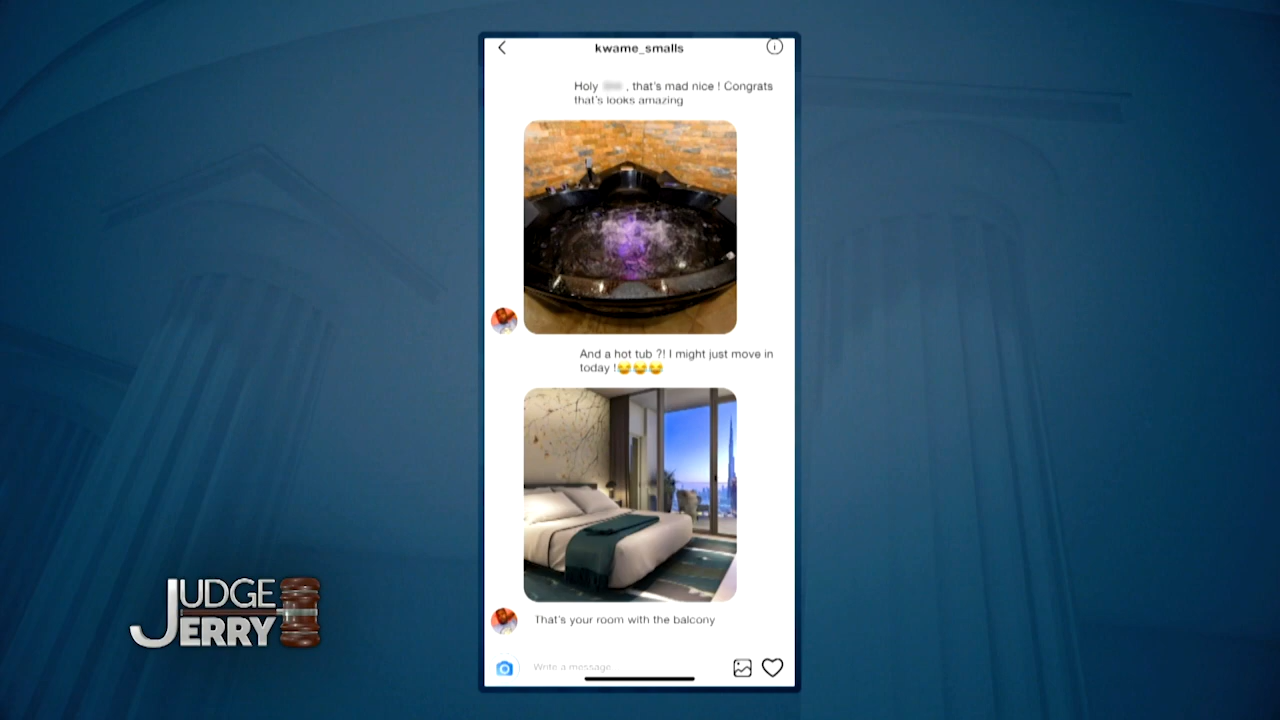 kwame_smalls
Holy , that's mad nice ! Congrats
that's looks amazing
And a hot tub ?! I might just move in
today !😂😂😂
That's your room with the balcony
Write a message
JUDGE
JERRY